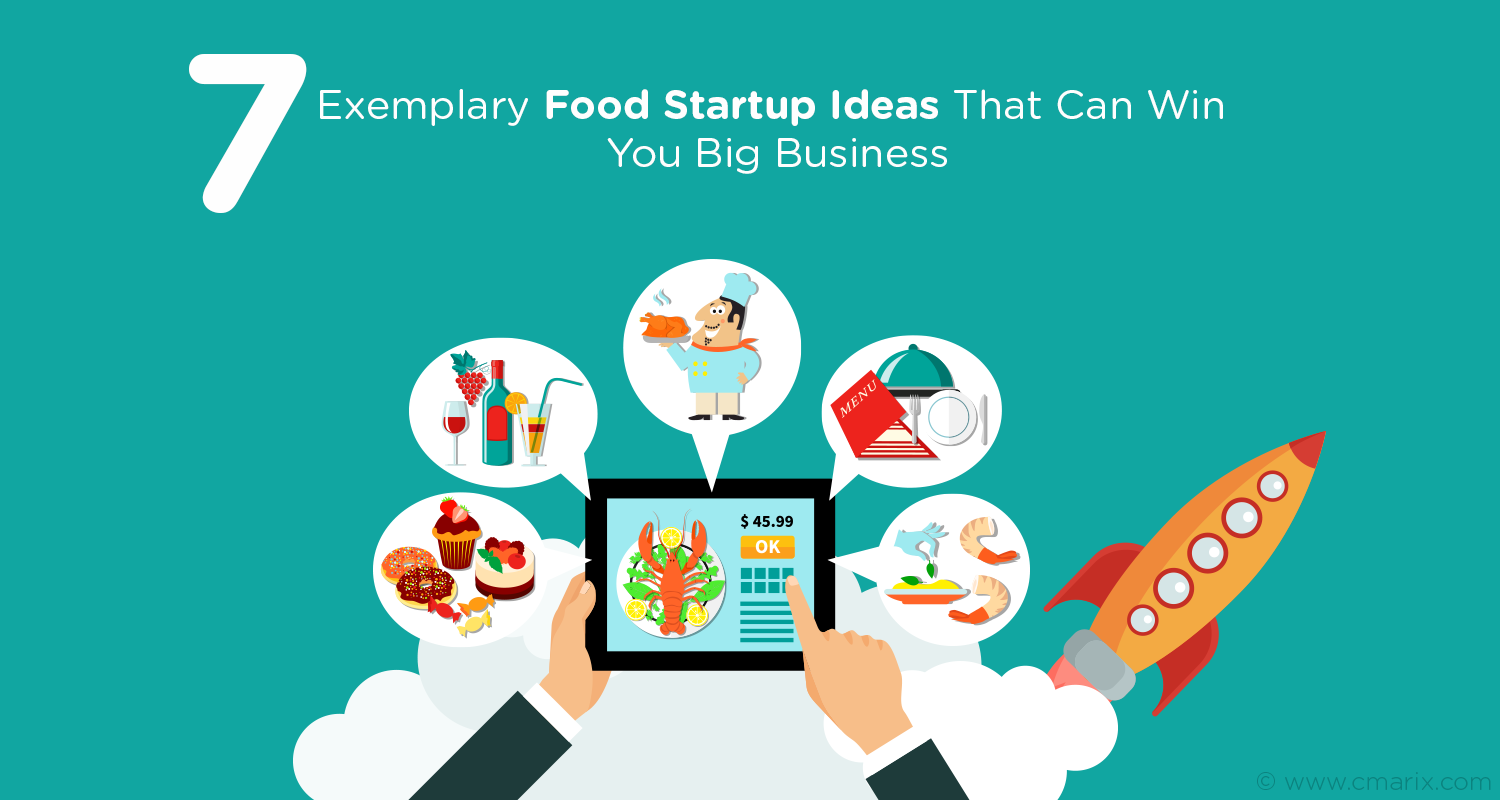 7 Exemplary Food Startup Ideas That Can Win
You Big Business
MENU
$ 45.99
OK
© www.cmarix.com